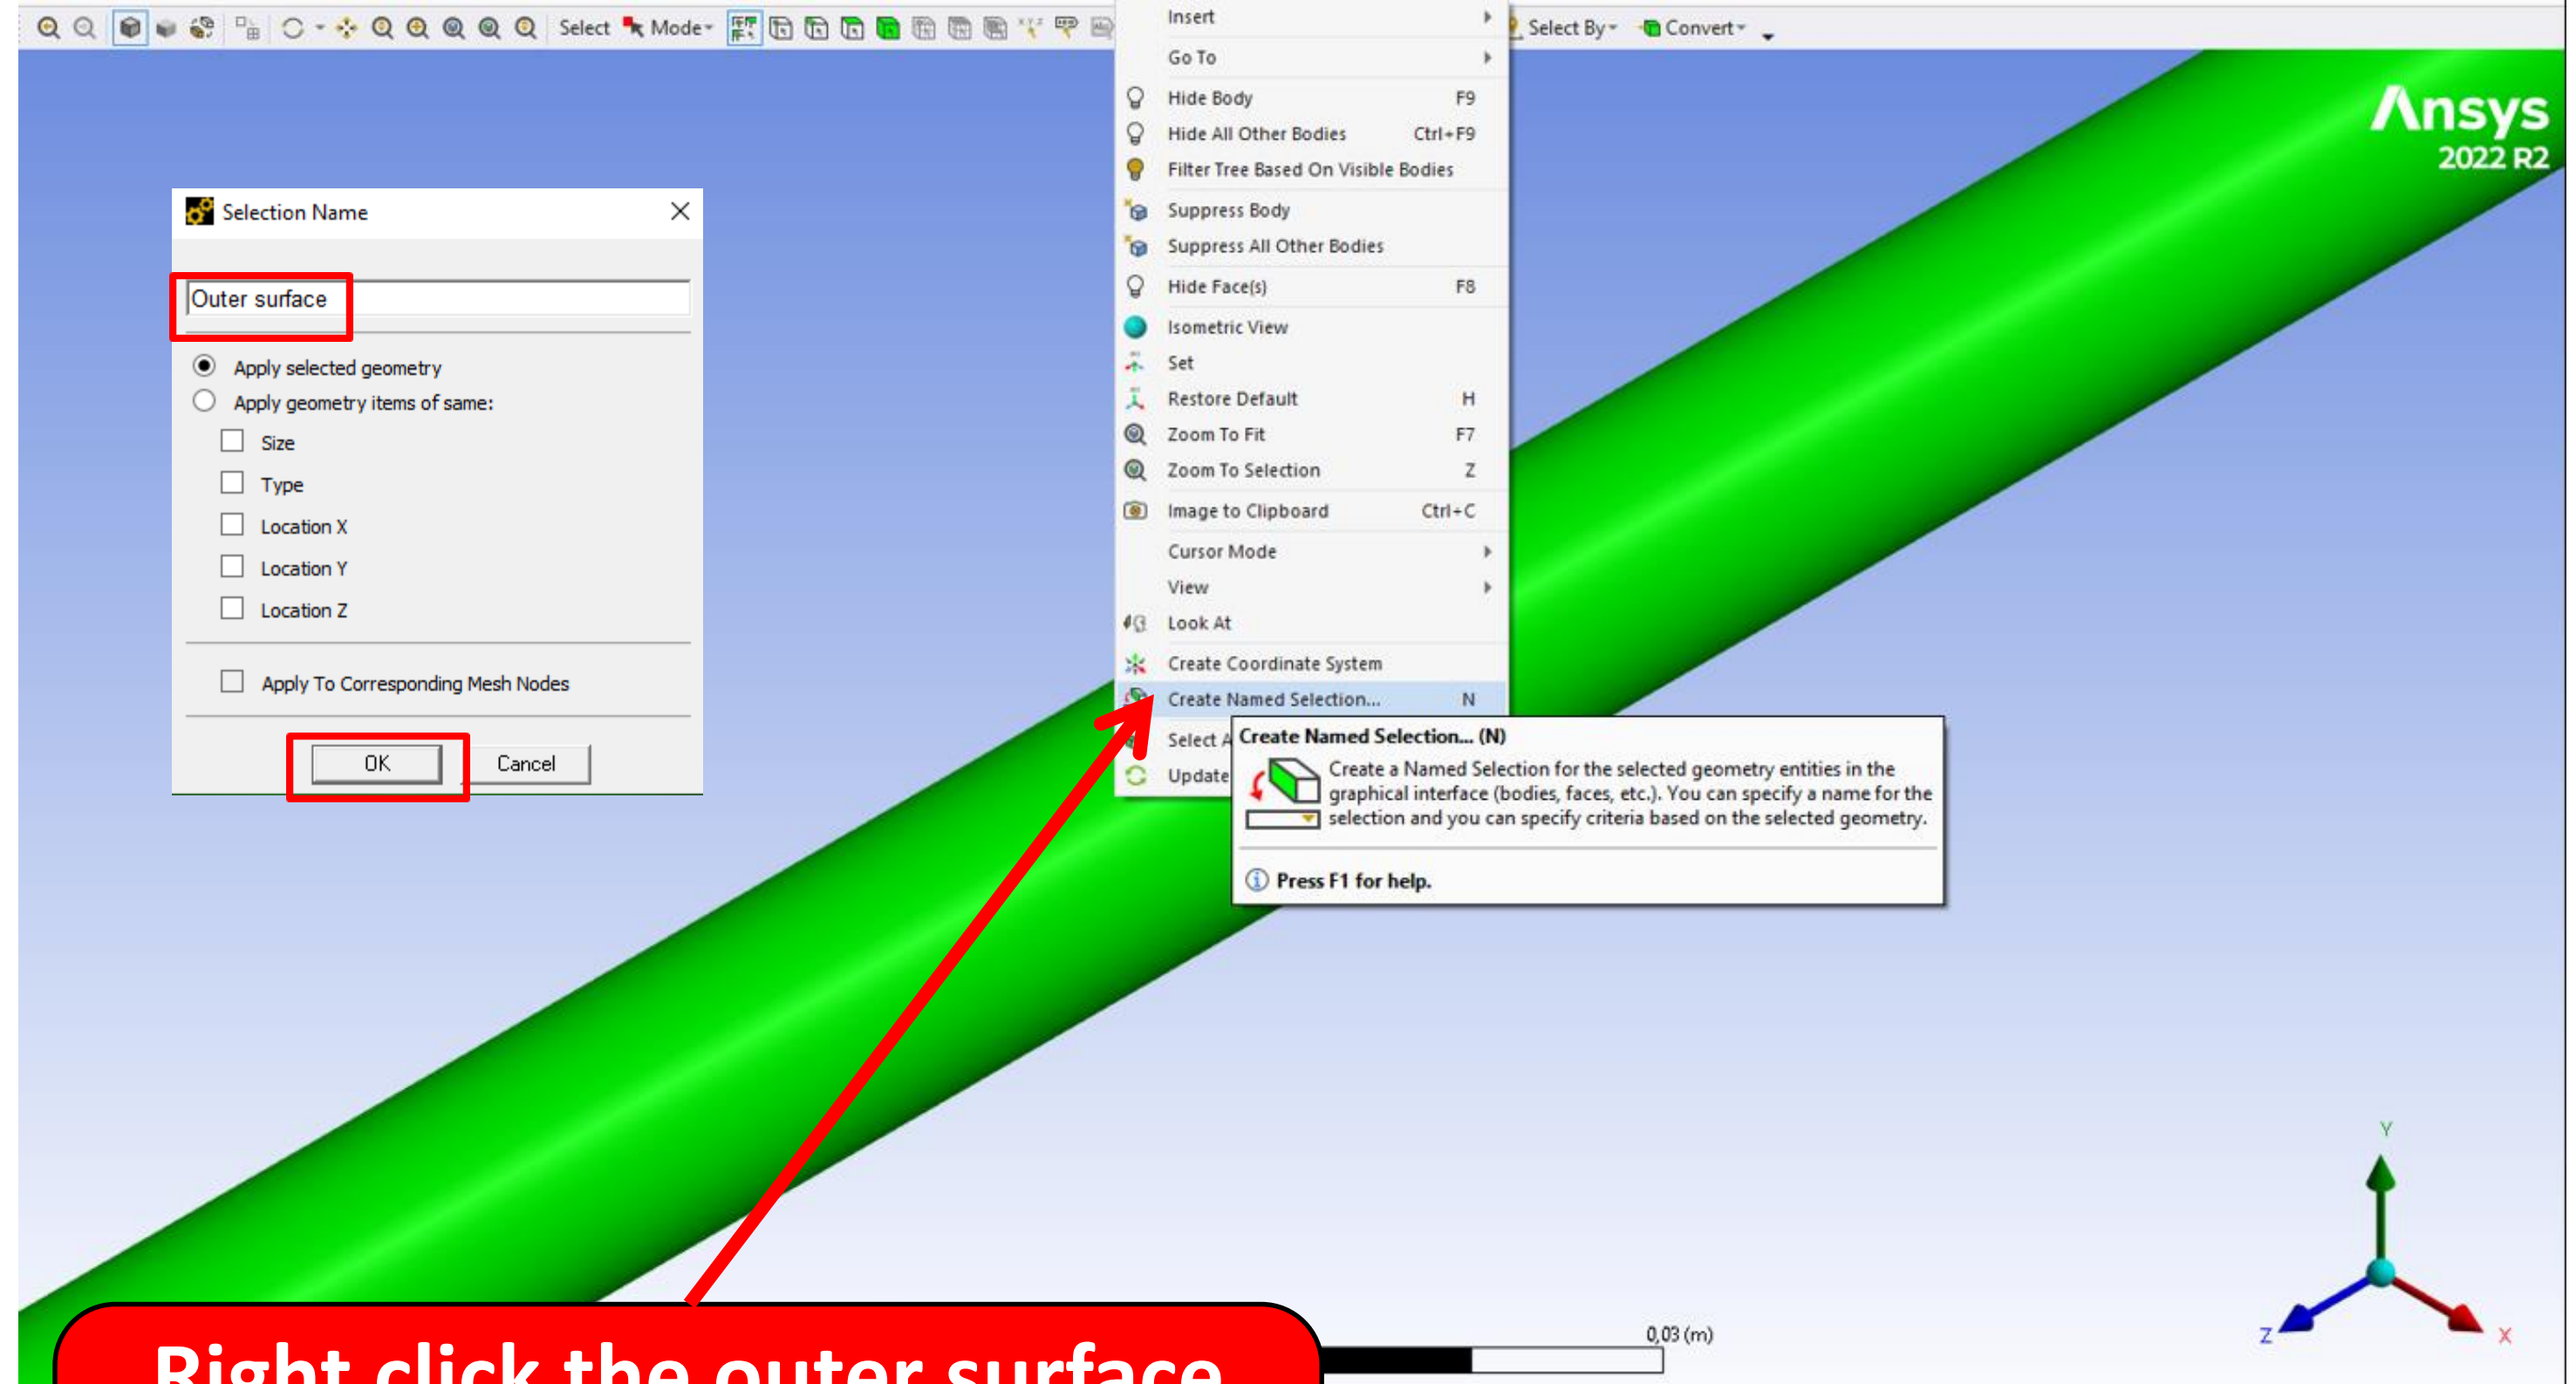 Select Mode
Select By Convert
Ansys
2022 R2
Insert
Go To
Hide Body F9
Hide All Other Bodies Ctrl+F9
Filter Tree Based On Visible Bodies
Suppress Body
Suppress All Other Bodies
Hide Face(s) F8
Isometric View
Set
Restore Default H
Zoom To Fit F7
Zoom To Selection Z
Image to Clipboard Ctrl+C
Cursor Mode
View
Look At
Create Coordinate System
Create Named Selection... N
Select A
Update
Create Named Selection... (N)
Create a Named Selection for the selected geometry entities in the
graphical interface (bodies, faces, etc.). You can specify a name for the
selection and you can specify criteria based on the selected geometry.
Press F1 for help.
Selection Name
Outer surface
Apply selected geometry
Apply geometry items of same:
Size
Type
Location X
Location Y
Location Z
Apply To Corresponding Mesh Nodes
OK Cancel
Right click the outer surface
0,03 (m)
Y
Z
X